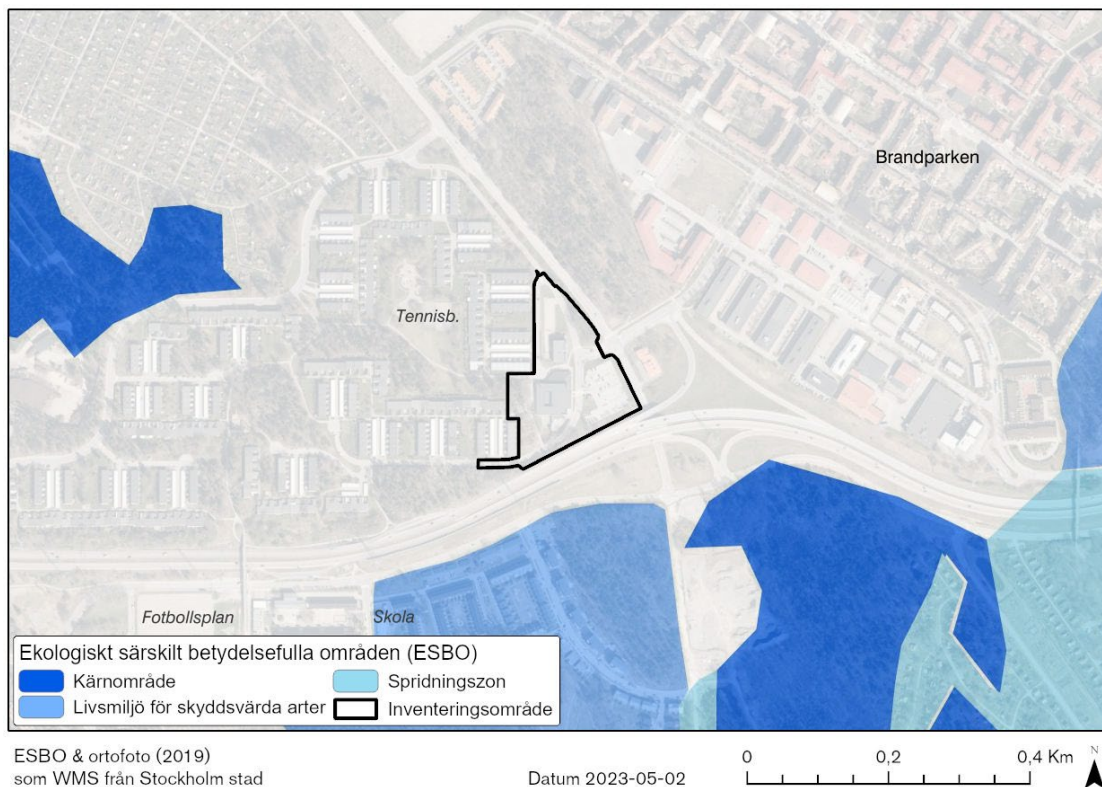 Brandparken
Tennisb.
Fotbollsplan
Skola
Ekologiskt särskilt betydelsefulla områden (ESBO)
Kärnområde
Spridningszon
Livsmiljö för skyddsvärda arter
Inventeringsområde
ESBO & ortofoto (2019)
som WMS från Stockholm stad
Datum 2023-05-02
0 0,2 0,4 Km
N